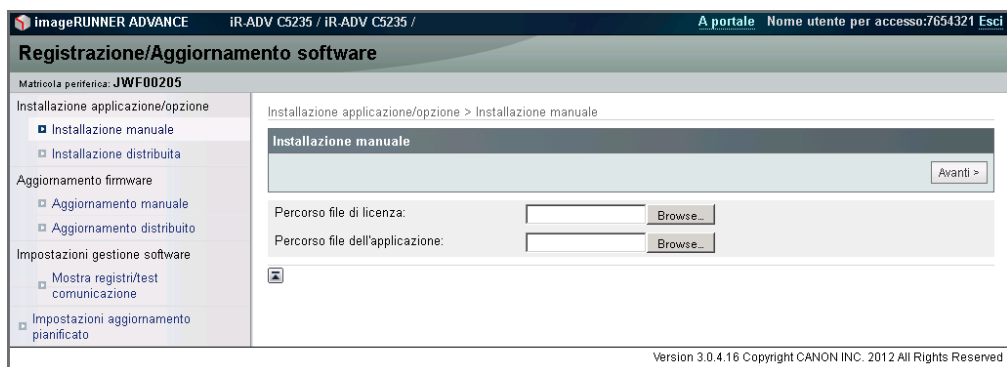 imageRUNNER ADVANCE iR-ADV C5235 / iR-ADV C5235 / A portale Nome utente per accesso:7654321 Esci
Registrazione/Aggiornamento software
Matricola periferica: JWF00205
Installazione applicazione/opzione
Installazione manuale
Installazione distribuita
Aggiornamento firmware
Aggiornamento manuale
Aggiornamento distribuito
Impostazioni gestione software
Mostra registri/test
comunicazione
Impostazioni aggiornamento
pianificato
Installazione applicazione/opzione > Installazione manuale
Installazione manuale
Avanti >
Percorso file di licenza: Browse...
Percorso file dell'applicazione: Browse...
Version 3.0.4.16 Copyright CANON INC. 2012 All Rights Reserved